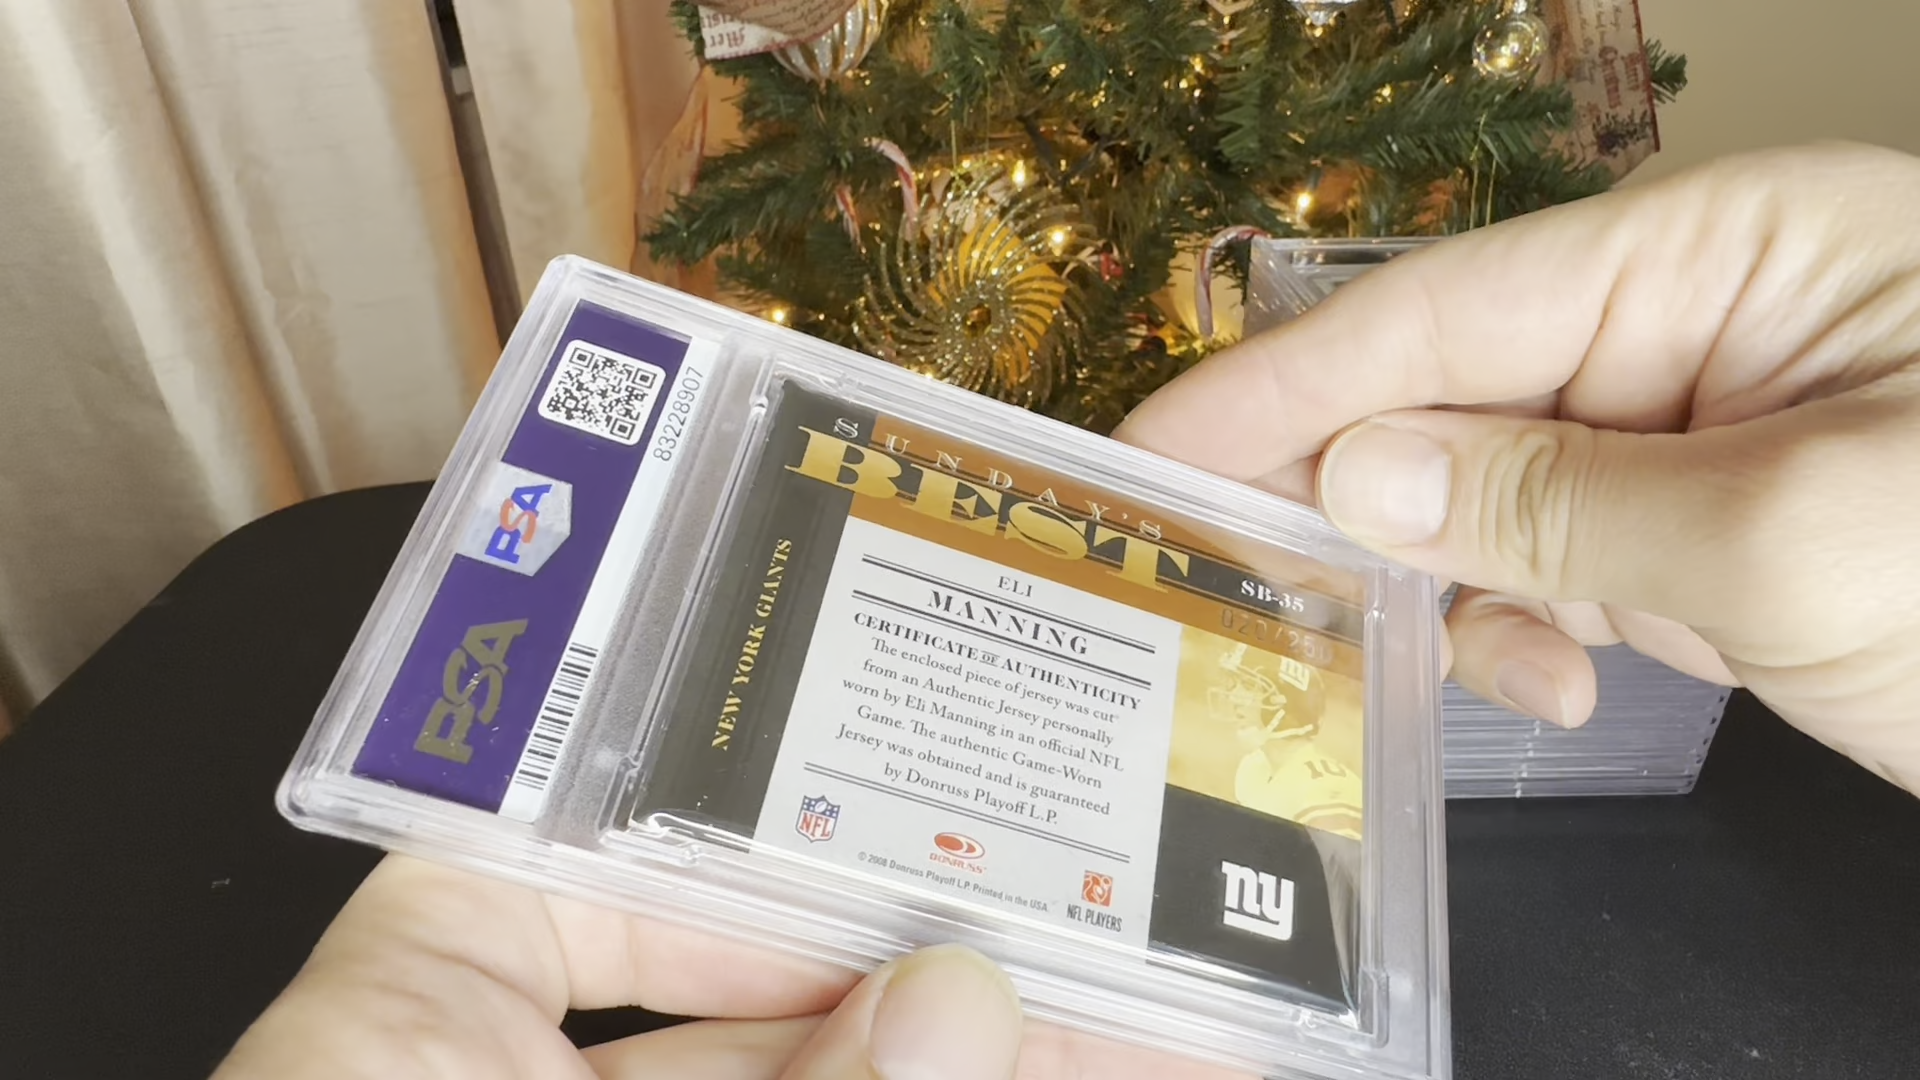 83228907
PSA
PSA
SUNDAY'S
BEST
SB-35
020/250
NEW YORK GIANTS
ELI
MANNING
CERTIFICATE OF AUTHENTICITY
The enclosed piece of jersey was cut
from an Authentic Jersey personally
worn by Eli Manning in an official NFL
Game. The authentic Game-Worn
Jersey was obtained and is guaranteed
by Donruss Playoff L.P.
NFL
DONRUSS
NFL PLAYERS
© 2008 Donruss Playoff L.P. Printed in the USA.
ny
10